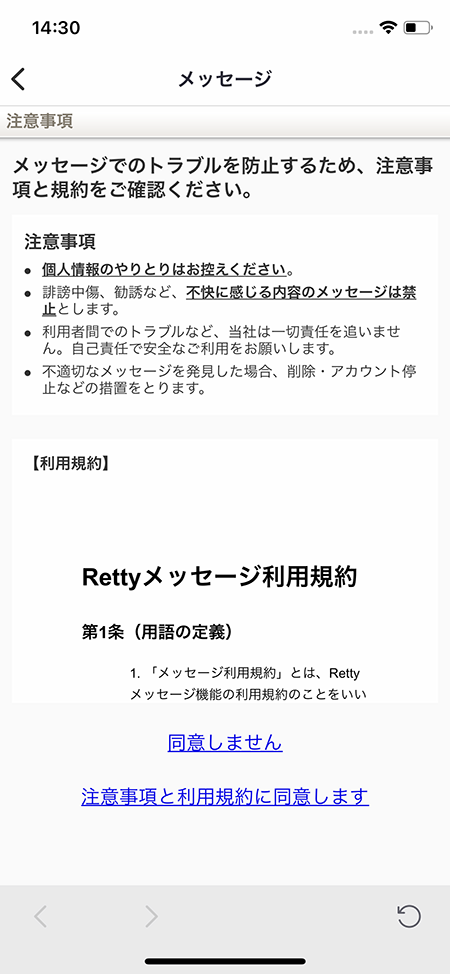 14:30
メッセージ
注意事項
メッセージでのトラブルを防止するため、注意事
項と規約をご確認ください。
注意事項
● 個人情報のやりとりはお控えください。
● 誹謗中傷、勧誘など、不快に感じる内容のメッセージは禁
止とします。
● 利用者間でのトラブルなど、当社は一切責任を追いませ
ん。自己責任で安全なご利用をお願いします。
● 不適切なメッセージを発見した場合、削除・アカウント停
止などの措置をとります。
【利用規約】
Rettyメッセージ利用規約
第1条（用語の定義）
1. 「メッセージ利用規約」とは、Retty
メッセージ機能の利用規約のことをいい
同意しません
注意事項と利用規約に同意します